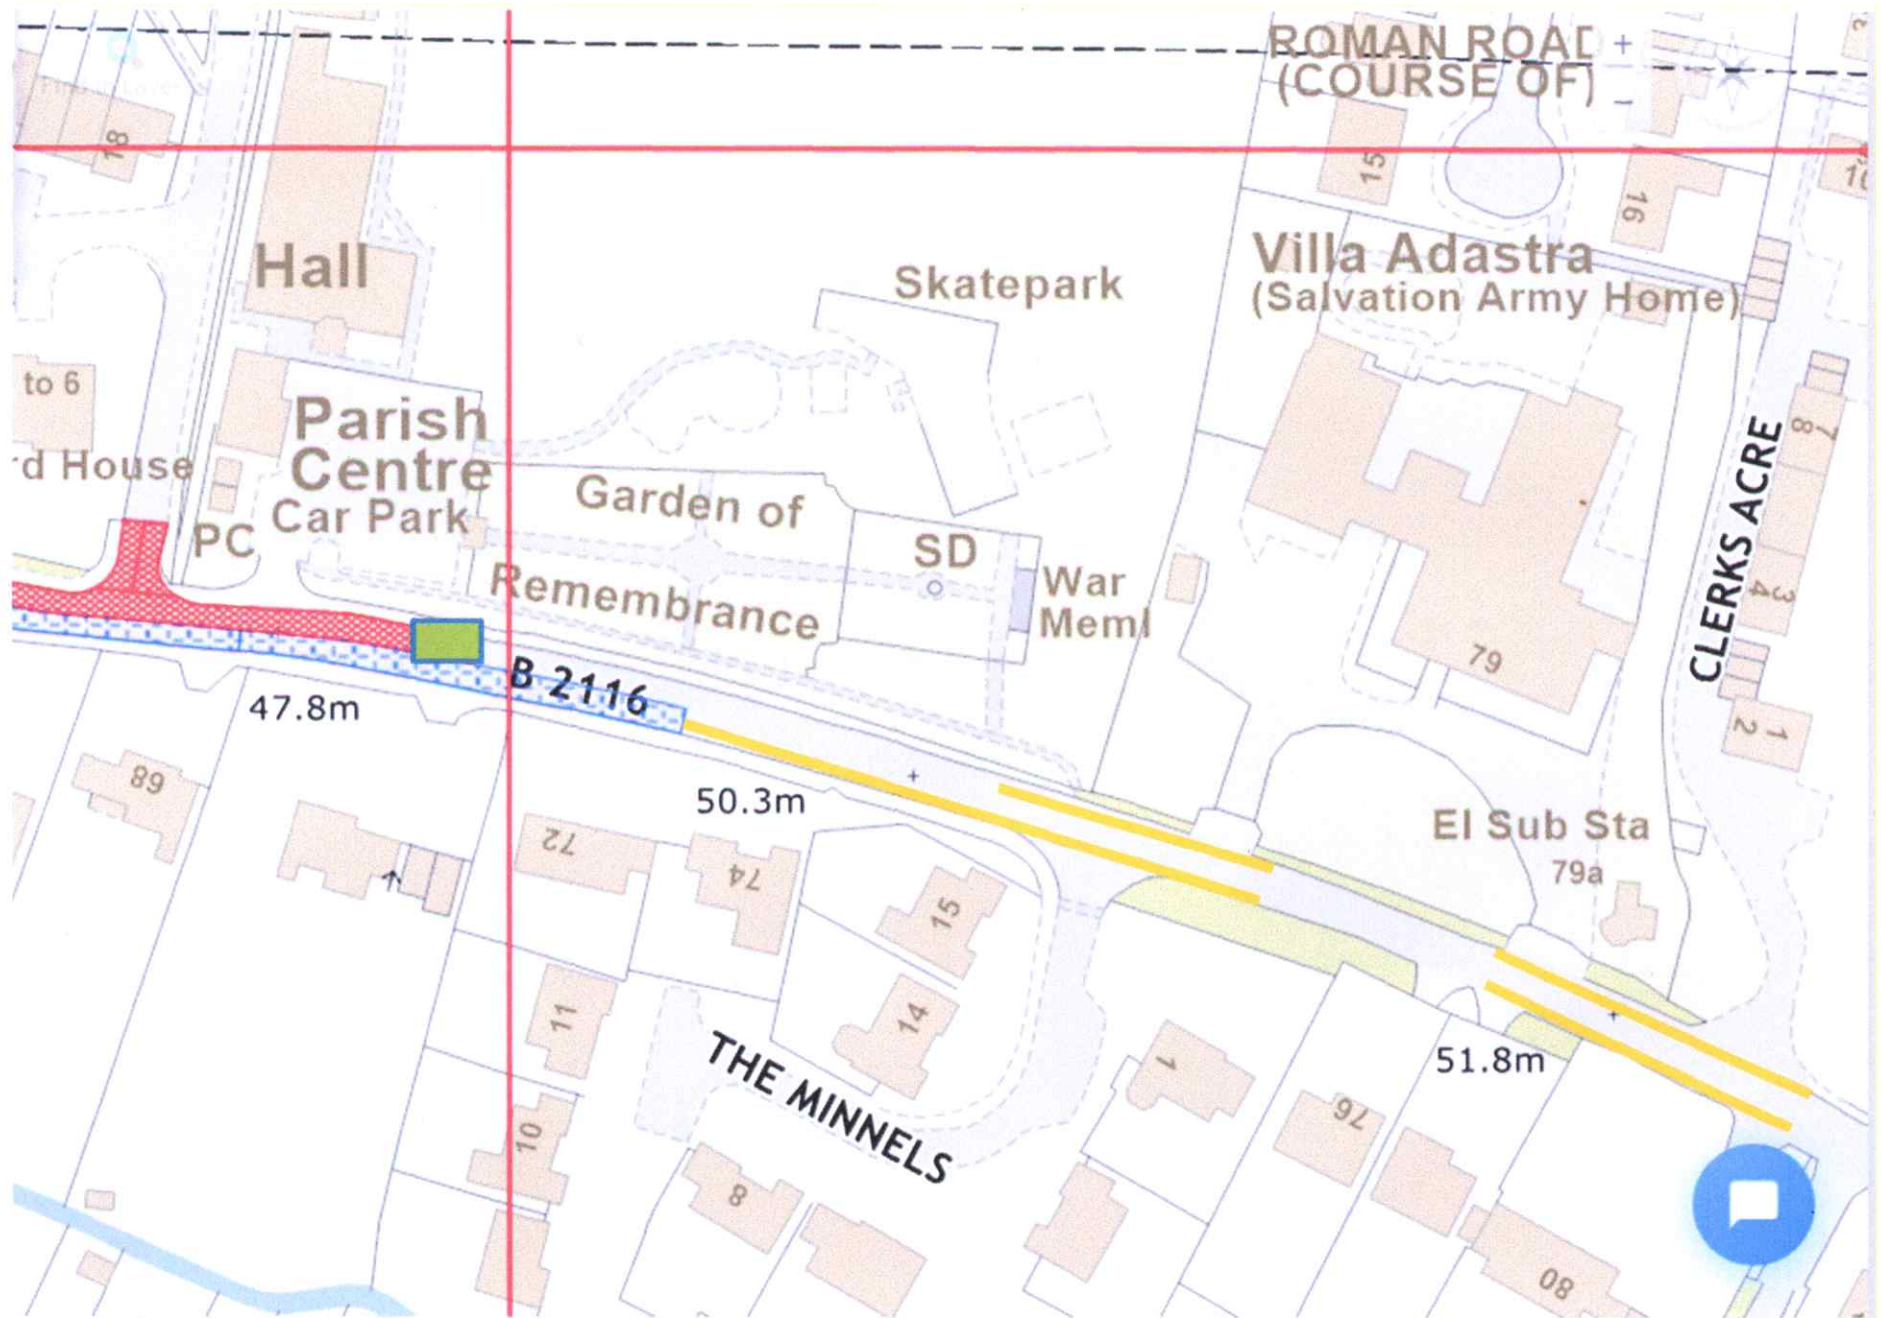 ROMAN ROAD
(COURSE OF)
+
−
18
15
16
Hall
Skatepark
Villa Adastra
(Salvation Army Home)
to 6
Parish
Centre
Car Park
rd House
PC
Garden of
Remembrance
SD
War
Meml
CLERKS ACRE
7
8
3
4
1
2
79
B 2116
47.8m
50.3m
El Sub Sta
79a
51.8m
68
72
74
15
14
11
10
THE MINNELS
8
1
76
80